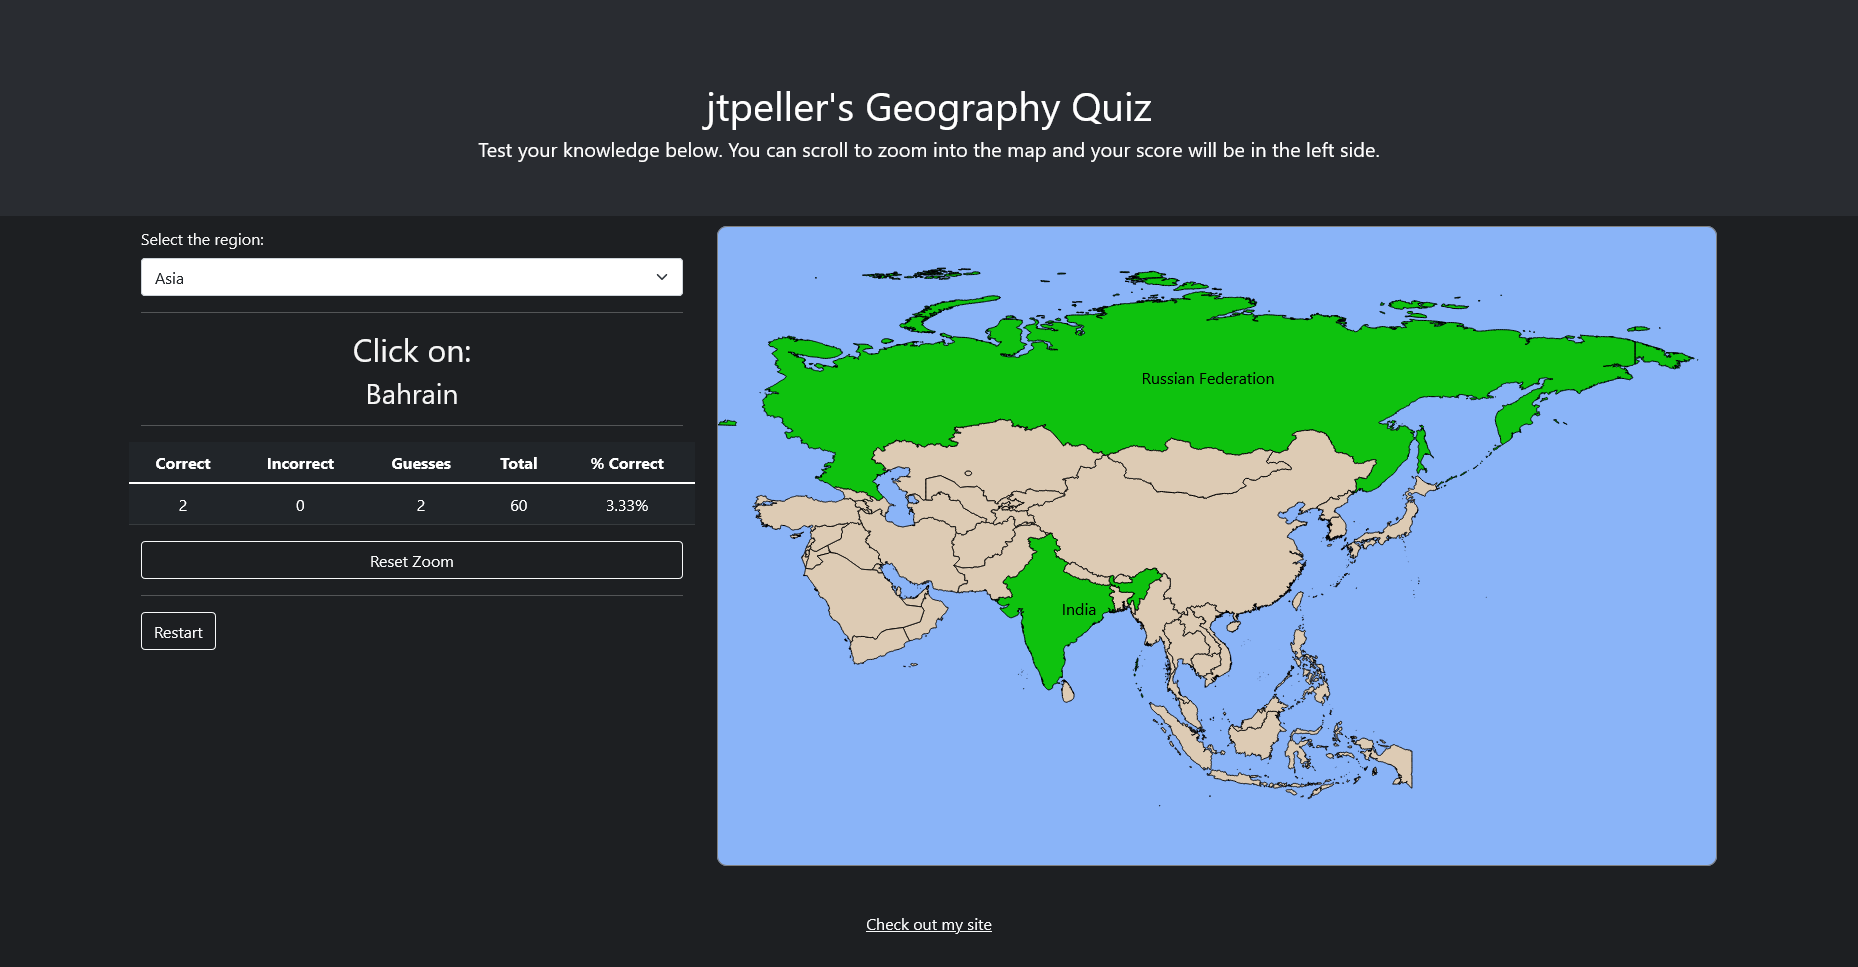 jtpeller's Geography Quiz
Test your knowledge below. You can scroll to zoom into the map and your score will be in the left side.
Select the region:
Asia
Click on:
Bahrain
Correct Incorrect Guesses Total % Correct
2 0 2 60 3.33%
Reset Zoom
Restart
Russian Federation
India
Check out my site